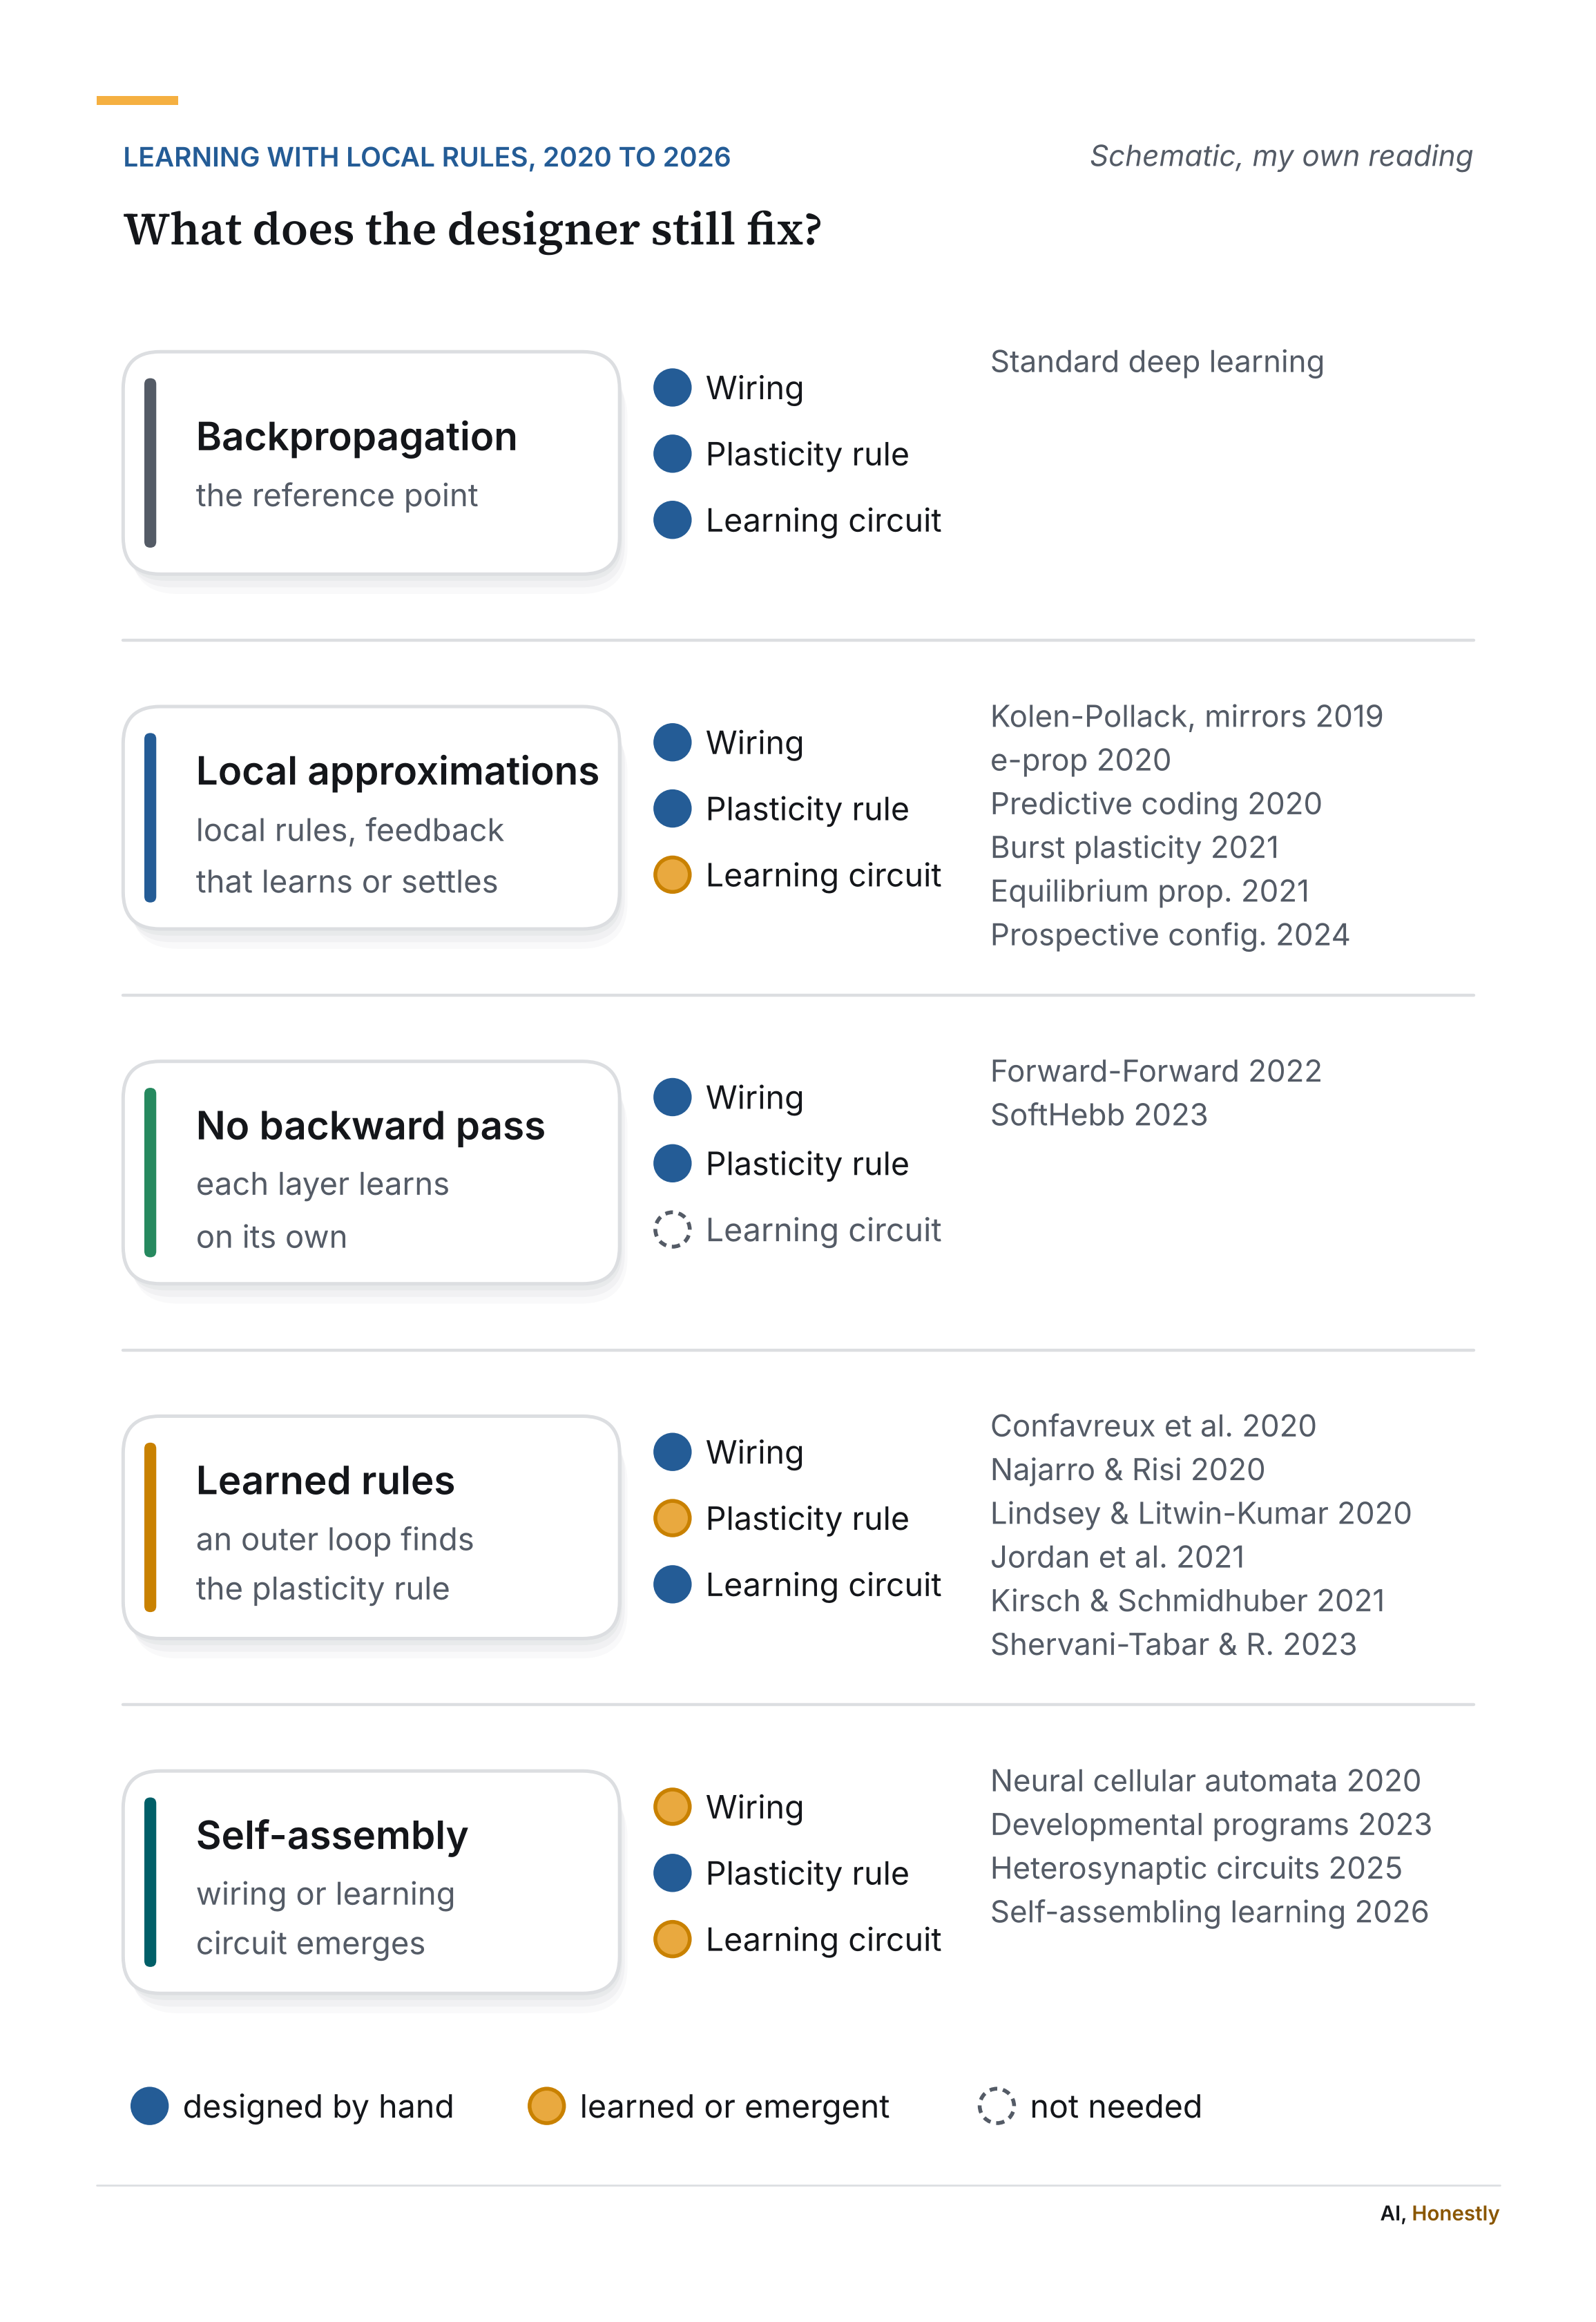 LEARNING WITH LOCAL RULES, 2020 TO 2026
Schematic, my own reading
What does the designer still fix?
Backpropagation
the reference point
Wiring
Plasticity rule
Learning circuit
Standard deep learning
Local approximations
local rules, feedback
that learns or settles
Wiring
Plasticity rule
Learning circuit
Kolen-Pollack, mirrors 2019
e-prop 2020
Predictive coding 2020
Burst plasticity 2021
Equilibrium prop. 2021
Prospective config. 2024
No backward pass
each layer learns
on its own
Wiring
Plasticity rule
Learning circuit
Forward-Forward 2022
SoftHebb 2023
Learned rules
an outer loop finds
the plasticity rule
Wiring
Plasticity rule
Learning circuit
Confavreux et al. 2020
Najarro & Risi 2020
Lindsey & Litwin-Kumar 2020
Jordan et al. 2021
Kirsch & Schmidhuber 2021
Shervani-Tabar & R. 2023
Self-assembly
wiring or learning
circuit emerges
Wiring
Plasticity rule
Learning circuit
Neural cellular automata 2020
Developmental programs 2023
Heterosynaptic circuits 2025
Self-assembling learning 2026
designed by hand
learned or emergent
not needed
AI, Honestly